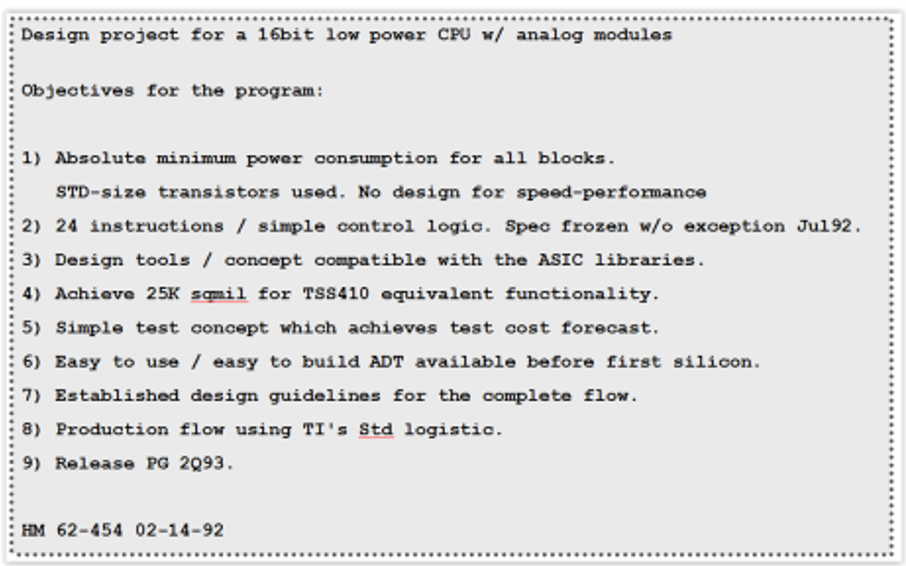 Design project for a 16bit low power CPU w/ analog modules
Objectives for the program:
1) Absolute minimum power consumption for all blocks.
STD-size transistors used. No design for speed-performance
2) 24 instructions / simple control logic. Spec frozen w/o exception Jul92.
3) Design tools / concept compatible with the ASIC libraries.
4) Achieve 25K sqmil for TSS410 equivalent functionality.
5) Simple test concept which achieves test cost forecast.
6) Easy to use / easy to build ADT available before first silicon.
7) Established design guidelines for the complete flow.
8) Production flow using TI's Std logistic.
9) Release PG 2Q93.
HM 62-454 02-14-92